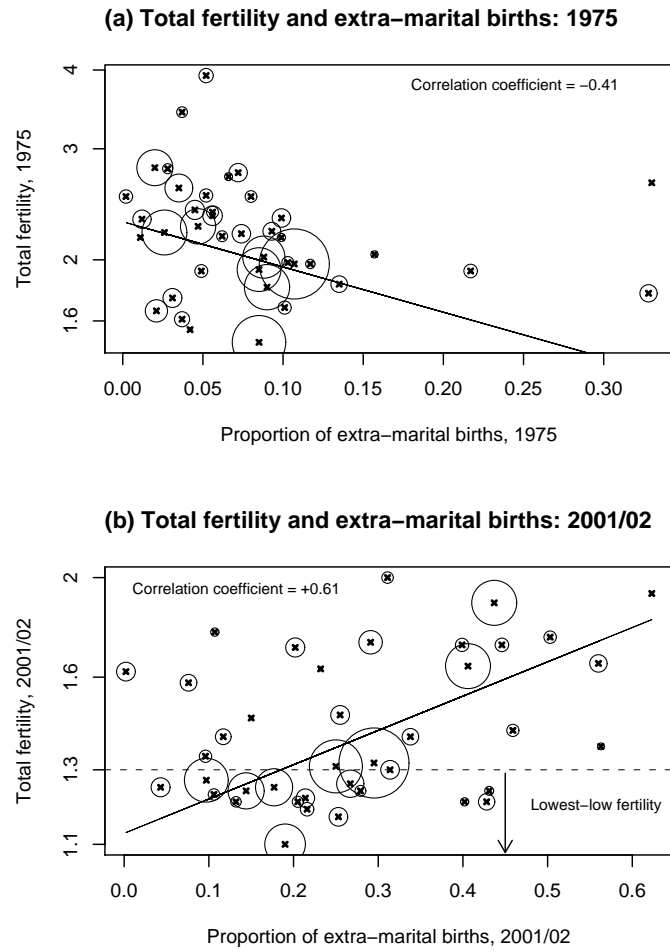 (a) Total fertility and extra−marital births: 1975
Correlation coefficient = −0.41
Total fertility, 1975
4
3
2
1.6
0.00 0.05 0.10 0.15 0.20 0.25 0.30
Proportion of extra−marital births, 1975
(b) Total fertility and extra−marital births: 2001/02
Correlation coefficient = +0.61
Total fertility, 2001/02
2
1.6
1.3
1.1
Lowest−low fertility
0.0 0.1 0.2 0.3 0.4 0.5 0.6
Proportion of extra−marital births, 2001/02